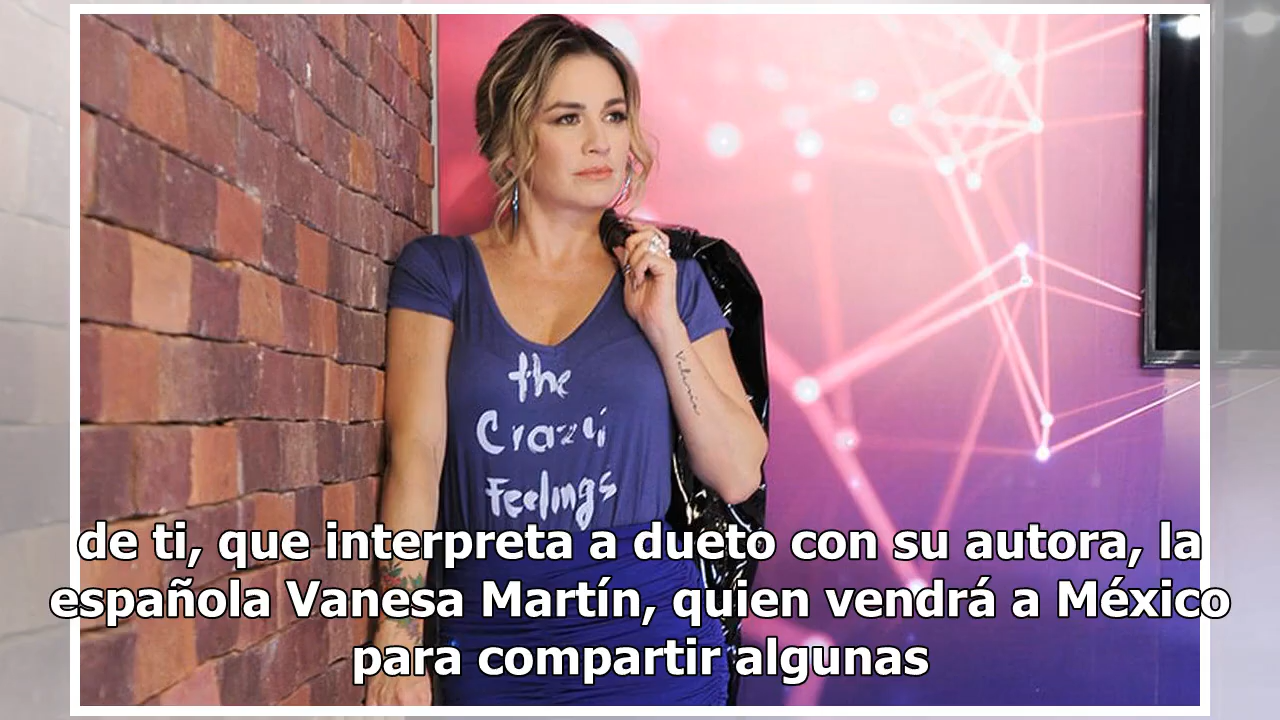 the
Crazy
Feelings
Valeria
de ti, que interpreta a dueto con su autora, la
española Vanesa Martín, quien vendrá a México
para compartir algunas